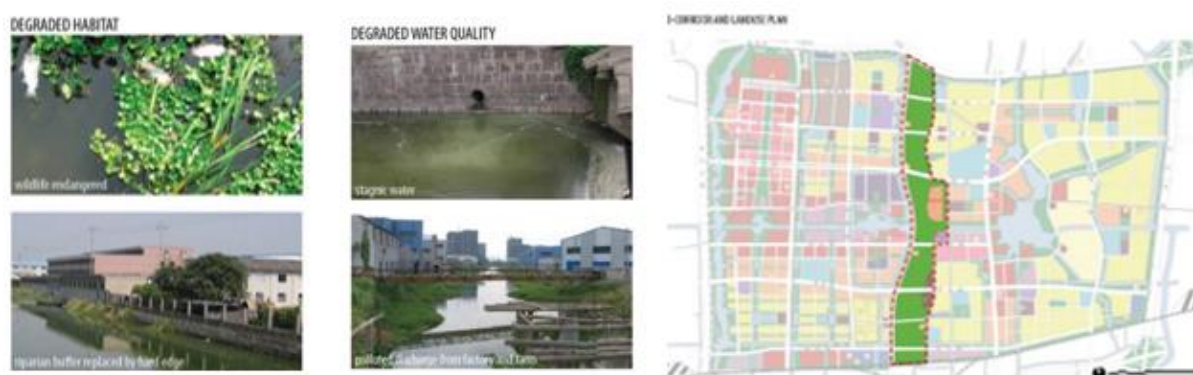 DEGRADED HABITAT
wildlife endangered
riparian buffer replaced by hard edge
DEGRADED WATER QUALITY
stagnic water
polluted discharge from factory and farm
E-CORRIDOR AND LANDUSE PLAN